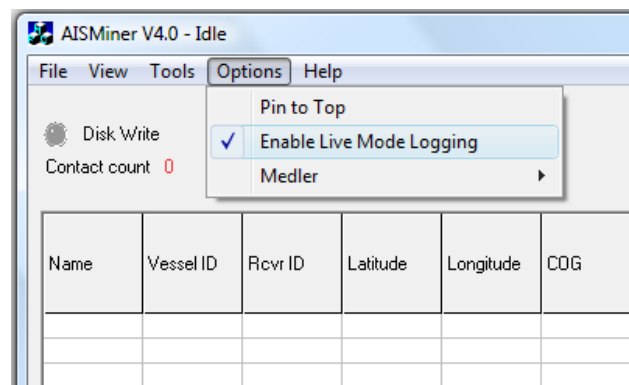 AISMiner V4.0 - Idle
File View Tools Options Help
Pin to Top
Disk Write
Enable Live Mode Logging
Contact count 0
Medler
Name Vessel ID Rcvr ID Latitude Longitude COG